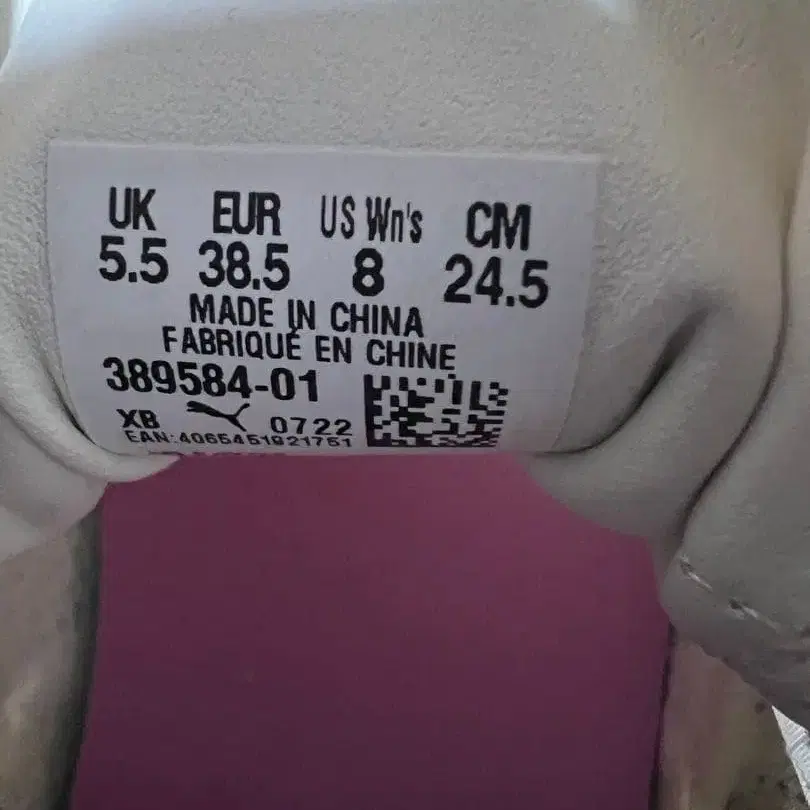 UK EUR US Wn's CM
5.5 38.5 8 24.5
MADE IN CHINA
FABRIQUÉ EN CHINE
389584-01
XB 0722
EAN:4065451921751